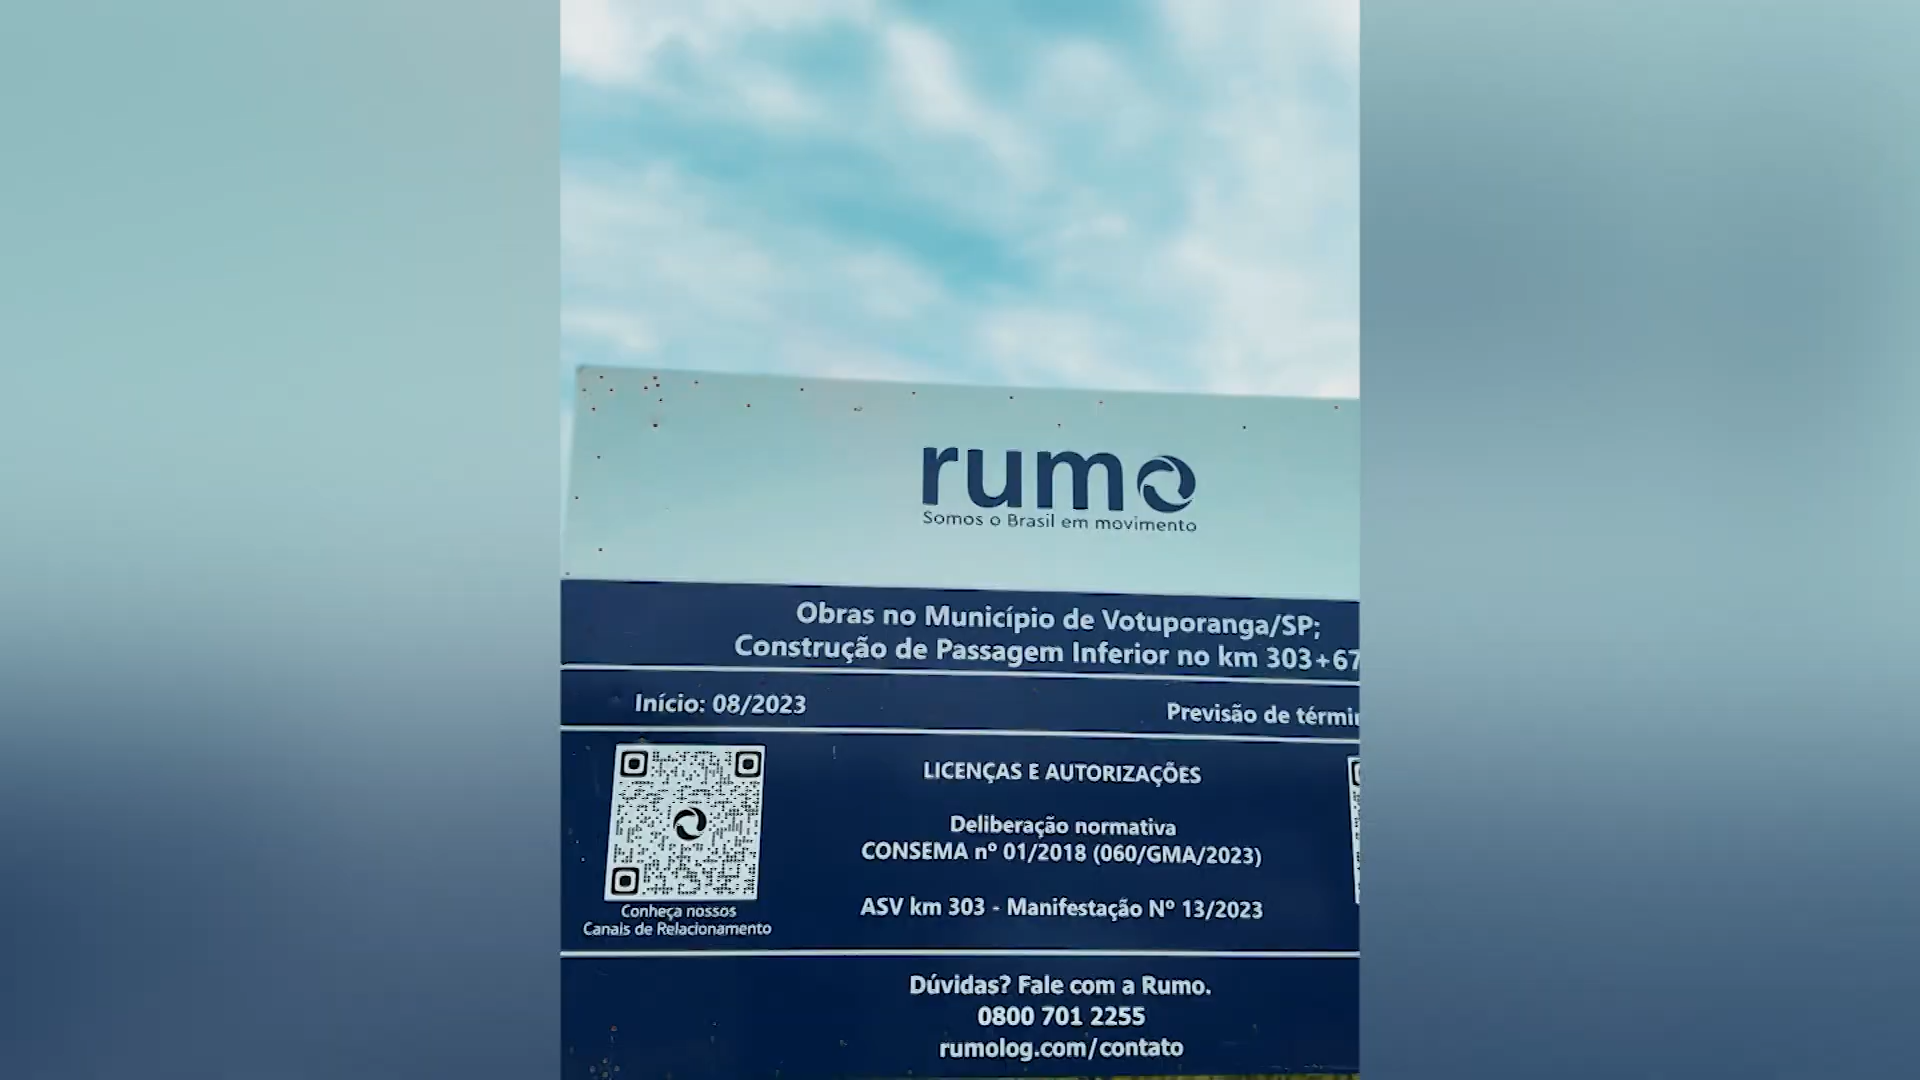 rumo
Somos o Brasil em movimento
Obras no Município de Votuporanga/SP;
Construção de Passagem Inferior no km 303+67
Início: 08/2023
Previsão de térmi
LICENÇAS E AUTORIZAÇÕES
Deliberação normativa
CONSEMA nº 01/2018 (060/GMA/2023)
ASV km 303 - Manifestação Nº 13/2023
Conheça nossos
Canais de Relacionamento
Dúvidas? Fale com a Rumo.
0800 701 2255
rumolog.com/contato